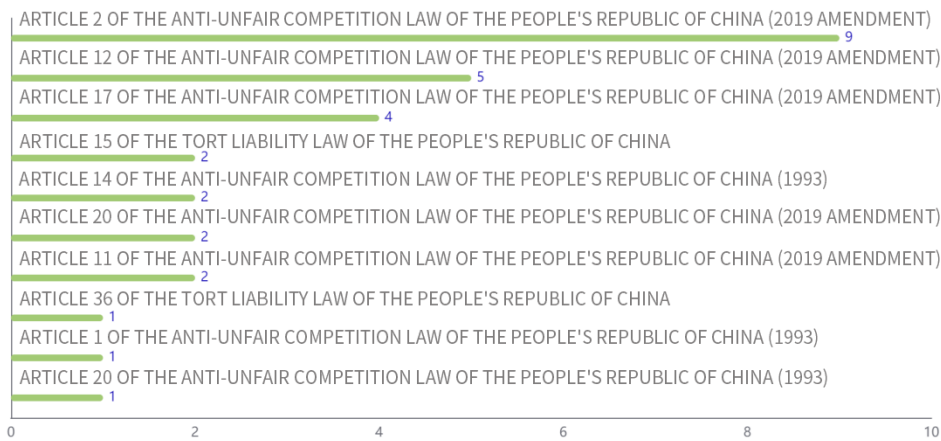 ARTICLE 2 OF THE ANTI-UNFAIR COMPETITION LAW OF THE PEOPLE'S REPUBLIC OF CHINA (2019 AMENDMENT)
9
ARTICLE 12 OF THE ANTI-UNFAIR COMPETITION LAW OF THE PEOPLE'S REPUBLIC OF CHINA (2019 AMENDMENT)
5
ARTICLE 17 OF THE ANTI-UNFAIR COMPETITION LAW OF THE PEOPLE'S REPUBLIC OF CHINA (2019 AMENDMENT)
4
ARTICLE 15 OF THE TORT LIABILITY LAW OF THE PEOPLE'S REPUBLIC OF CHINA
2
ARTICLE 14 OF THE ANTI-UNFAIR COMPETITION LAW OF THE PEOPLE'S REPUBLIC OF CHINA (1993)
2
ARTICLE 20 OF THE ANTI-UNFAIR COMPETITION LAW OF THE PEOPLE'S REPUBLIC OF CHINA (2019 AMENDMENT)
2
ARTICLE 11 OF THE ANTI-UNFAIR COMPETITION LAW OF THE PEOPLE'S REPUBLIC OF CHINA (2019 AMENDMENT)
2
ARTICLE 36 OF THE TORT LIABILITY LAW OF THE PEOPLE'S REPUBLIC OF CHINA
1
ARTICLE 1 OF THE ANTI-UNFAIR COMPETITION LAW OF THE PEOPLE'S REPUBLIC OF CHINA (1993)
1
ARTICLE 20 OF THE ANTI-UNFAIR COMPETITION LAW OF THE PEOPLE'S REPUBLIC OF CHINA (1993)
1
0 2 4 6 8 10